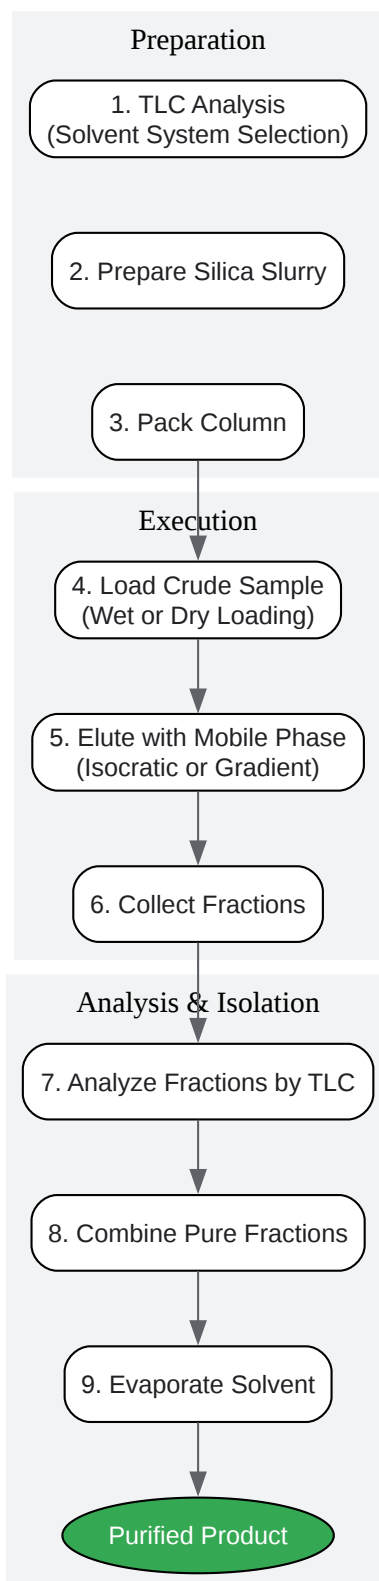 Preparation
1. TLC Analysis
(Solvent System Selection)
2. Prepare Silica Slurry
3. Pack Column
Execution
4. Load Crude Sample
(Wet or Dry Loading)
5. Elute with Mobile Phase
(Isocratic or Gradient)
6. Collect Fractions
Analysis & Isolation
7. Analyze Fractions by TLC
8. Combine Pure Fractions
9. Evaporate Solvent
Purified Product